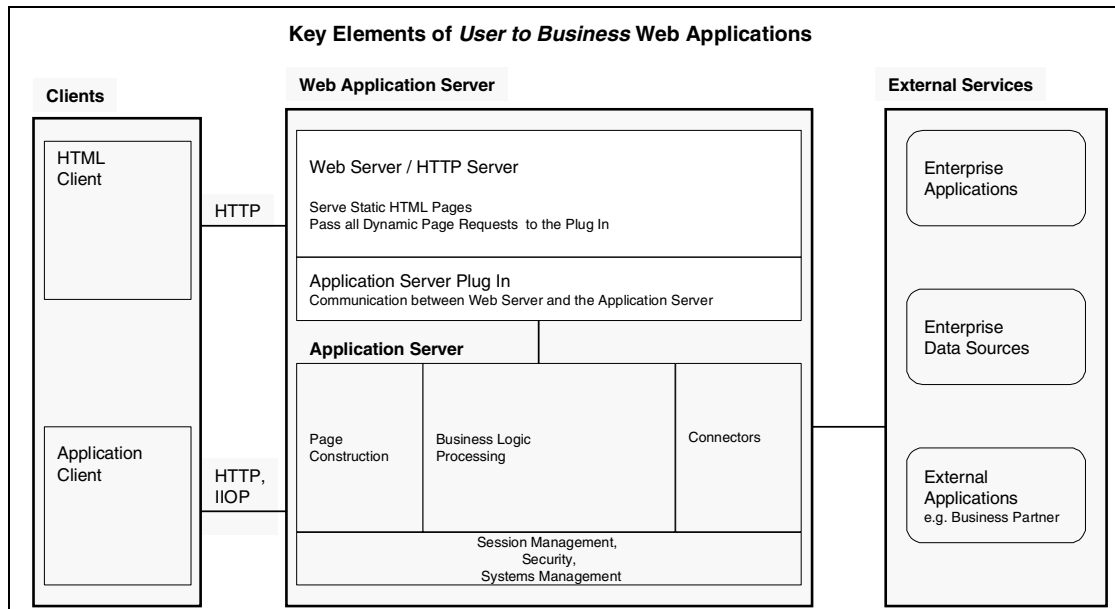 Key Elements of User to Business Web Applications
Clients
HTML
Client
Application
Client
HTTP
HTTP,
IIOP
Web Application Server
Web Server / HTTP Server
Serve Static HTML Pages
Pass all Dynamic Page Requests to the Plug In
Application Server Plug In
Communication between Web Server and the Application Server
Application Server
Page
Construction
Business Logic
Processing
Connectors
Session Management,
Security,
Systems Management
External Services
Enterprise
Applications
Enterprise
Data Sources
External
Applications
e.g. Business Partner